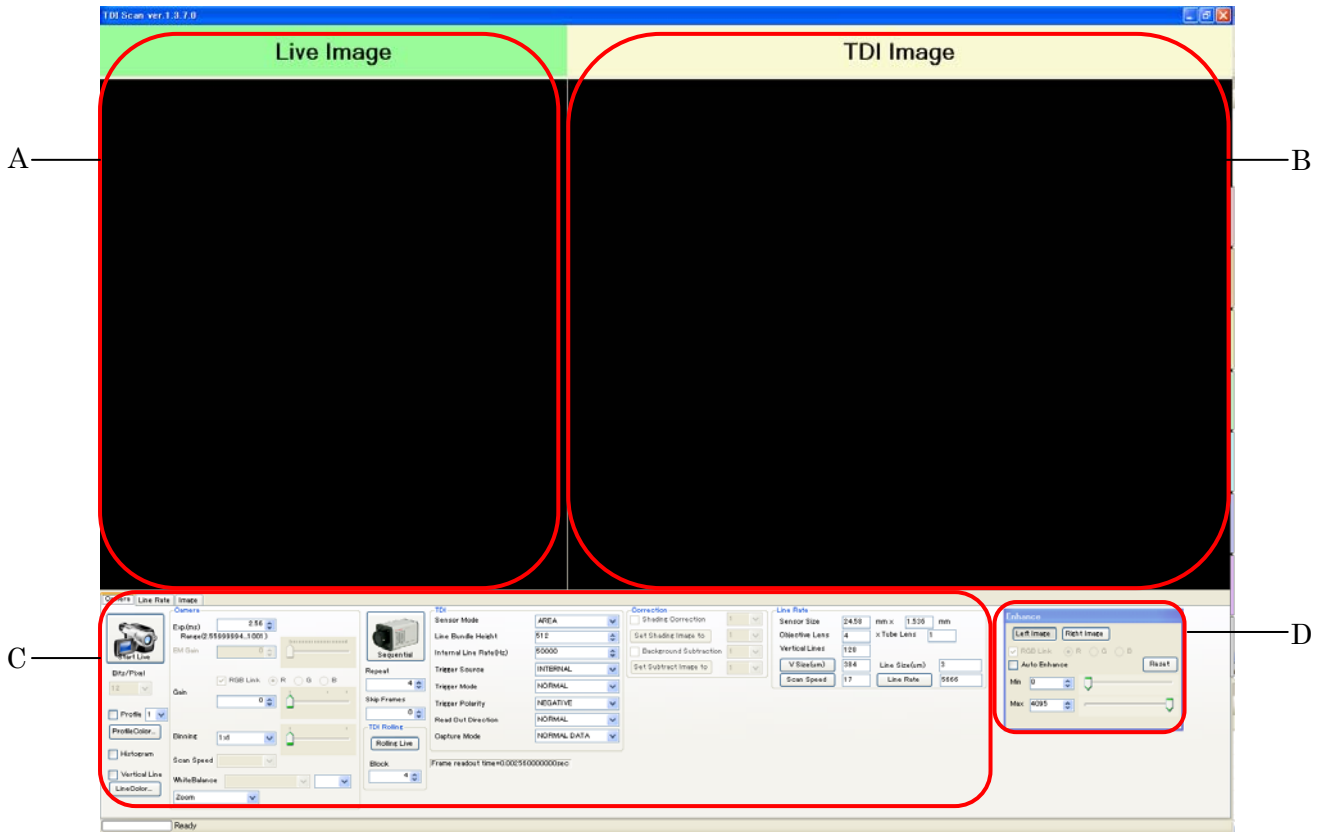 TDI Scan ver.1.3.7.0
Live Image
TDI Image
A
B
C
D
Camera
Line Rate
Image
Start Live
Bits/Pixel
12
Profile
1
ProfileColor...
Histogram
Vertical Line
LineColor...
Camera
Exp.(ms)
2.56
Range(2.55999994,.1001)
EM Gain
0
RGB Link
R
G
B
Gain
0
Binning
1x1
Scan Speed
WhiteBalance
Zoom
Sequential
Repeat
4
Skip Frames
0
TDI Rolling
Rolling Live
Block
4
TDI
Sensor Mode
AREA
Line Bundle Height
512
Internal Line Rate(Hz)
50000
Trigger Source
INTERNAL
Trigger Mode
NORMAL
Trigger Polarity
NEGATIVE
Read Out Direction
NORMAL
Capture Mode
NORMAL DATA
Frame readout time=0.002560000000sec
Correction
Shading Correction
1
Get Shading Image to
1
Background Subtraction
1
Get Subtract Image to
1
Line Rate
Sensor Size
24.58
mm x
1.536
mm
Objective Lens
4
x Tube Lens
1
Vertical Lines
128
V Size(um)
384
Line Size(um)
3
Scan Speed
17
Line Rate
5666
Enhance
Left Image
Right Image
RGB Link
R
G
B
Auto Enhance
Reset
Min
0
Max
4095
Ready